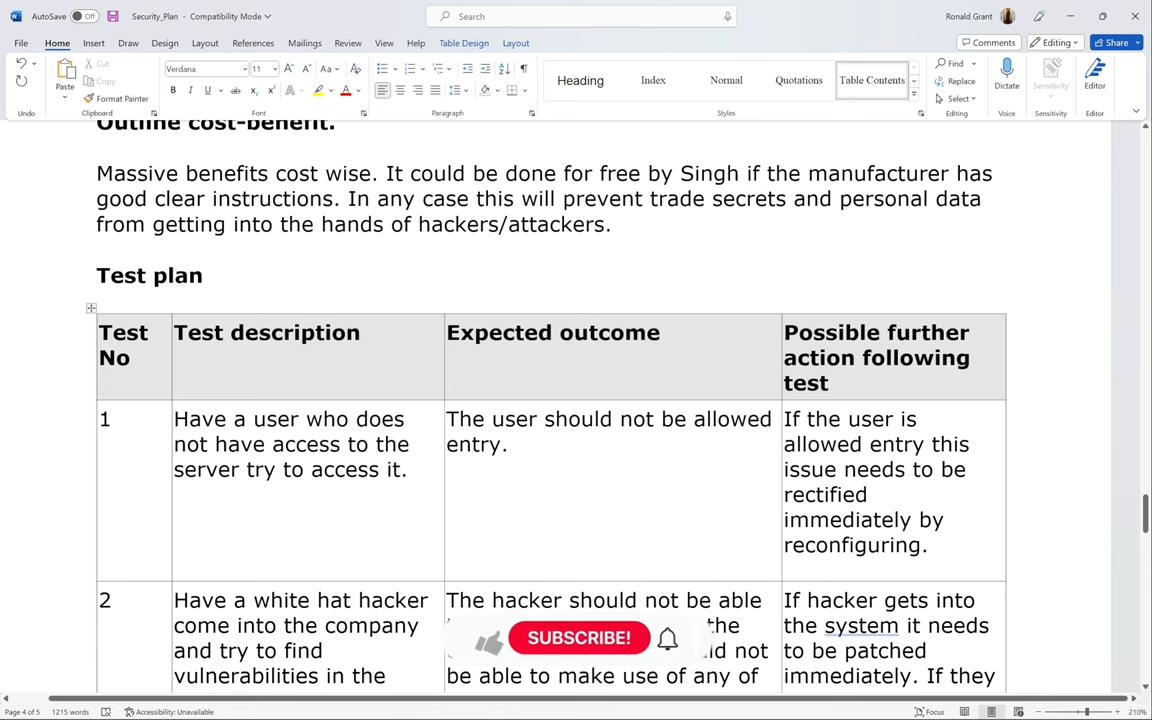 AutoSave Off Security_Plan - Compatibility Mode Search Ronald Grant
File Home Insert Draw Design Layout References Mailings Review View Help Table Design Layout Comments Editing Share
Paste Cut Copy Format Painter
Verdana 11
Heading Index Normal Quotations Table Contents
Find Replace Select Dictate Sensitivity Editor
Undo Clipboard Font Paragraph Styles Editing Voice Sensitivity Editor
Outline cost-benefit.
Massive benefits cost wise. It could be done for free by Singh if the manufacturer has
good clear instructions. In any case this will prevent trade secrets and personal data
from getting into the hands of hackers/attackers.
Test plan
Test
No
Test description
Expected outcome
Possible further
action following
test
1
Have a user who does
not have access to the
server try to access it.
The user should not be allowed
entry.
If the user is
allowed entry this
issue needs to be
rectified
immediately by
reconfiguring.
2
Have a white hat hacker
come into the company
and try to find
vulnerabilities in the
The hacker should not be able
the
not
be able to make use of any of
If hacker gets into
the system it needs
to be patched
immediately. If they
SUBSCRIBE!
Page 4 of 5 1215 words Accessibility: Unavailable Focus 210%